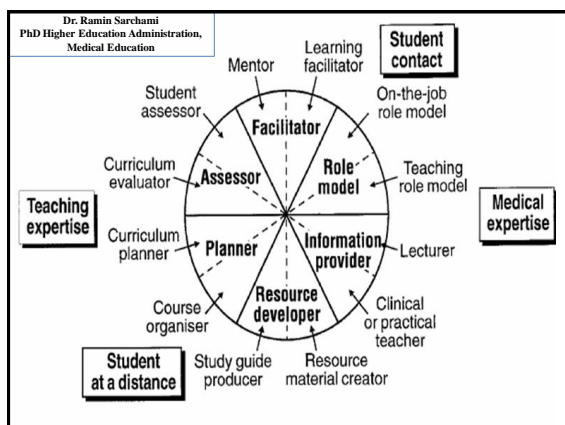 Dr. Ramin Sarchami
PhD Higher Education Administration,
Medical Education
Student
contact
Learning
facilitator
Mentor
Student
assessor
On-the-job
role model
Facilitator
Curriculum
evaluator
Assessor
Role
model
Teaching
role model
Teaching
expertise
Medical
expertise
Curriculum
planner
Planner
Information
provider
Lecturer
Resource
developer
Course
organiser
Clinical
or practical
teacher
Student
at a distance
Study guide
producer
Resource
material creator